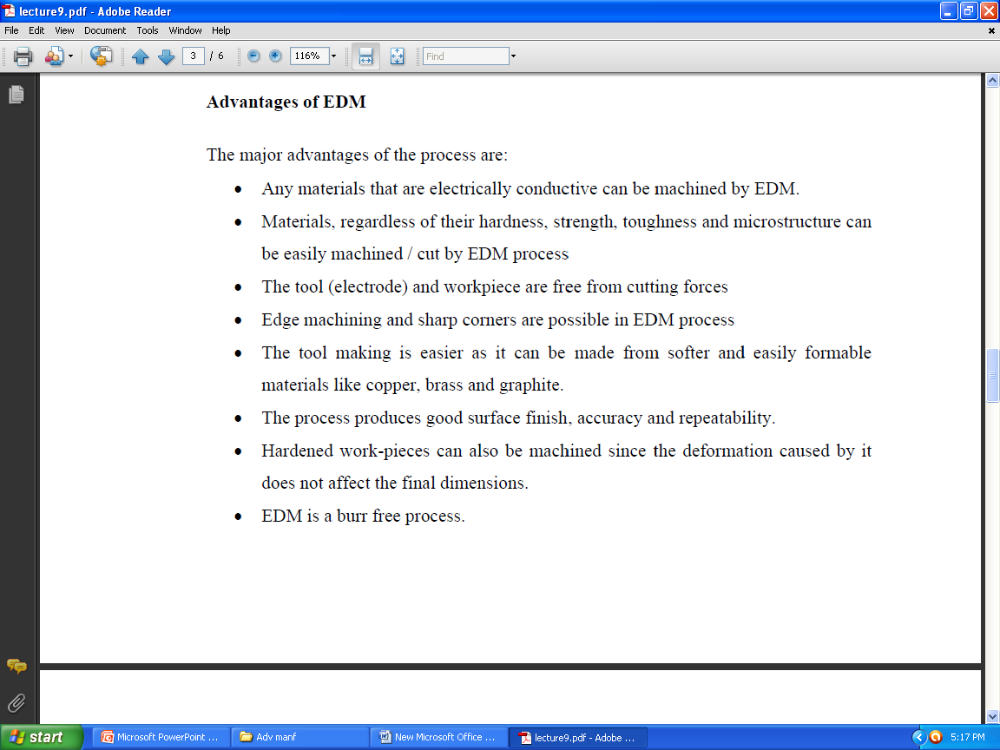 lecture9.pdf - Adobe Reader
File Edit View Document Tools Window Help
3 / 6 116% Find
Advantages of EDM
The major advantages of the process are:
• Any materials that are electrically conductive can be machined by EDM.
• Materials, regardless of their hardness, strength, toughness and microstructure can
be easily machined / cut by EDM process
• The tool (electrode) and workpiece are free from cutting forces
• Edge machining and sharp corners are possible in EDM process
• The tool making is easier as it can be made from softer and easily formable
materials like copper, brass and graphite.
• The process produces good surface finish, accuracy and repeatability.
• Hardened work-pieces can also be machined since the deformation caused by it
does not affect the final dimensions.
• EDM is a burr free process.
start Microsoft PowerPoint ... Adv manf New Microsoft Office ... lecture9.pdf - Adobe ... 5:17 PM